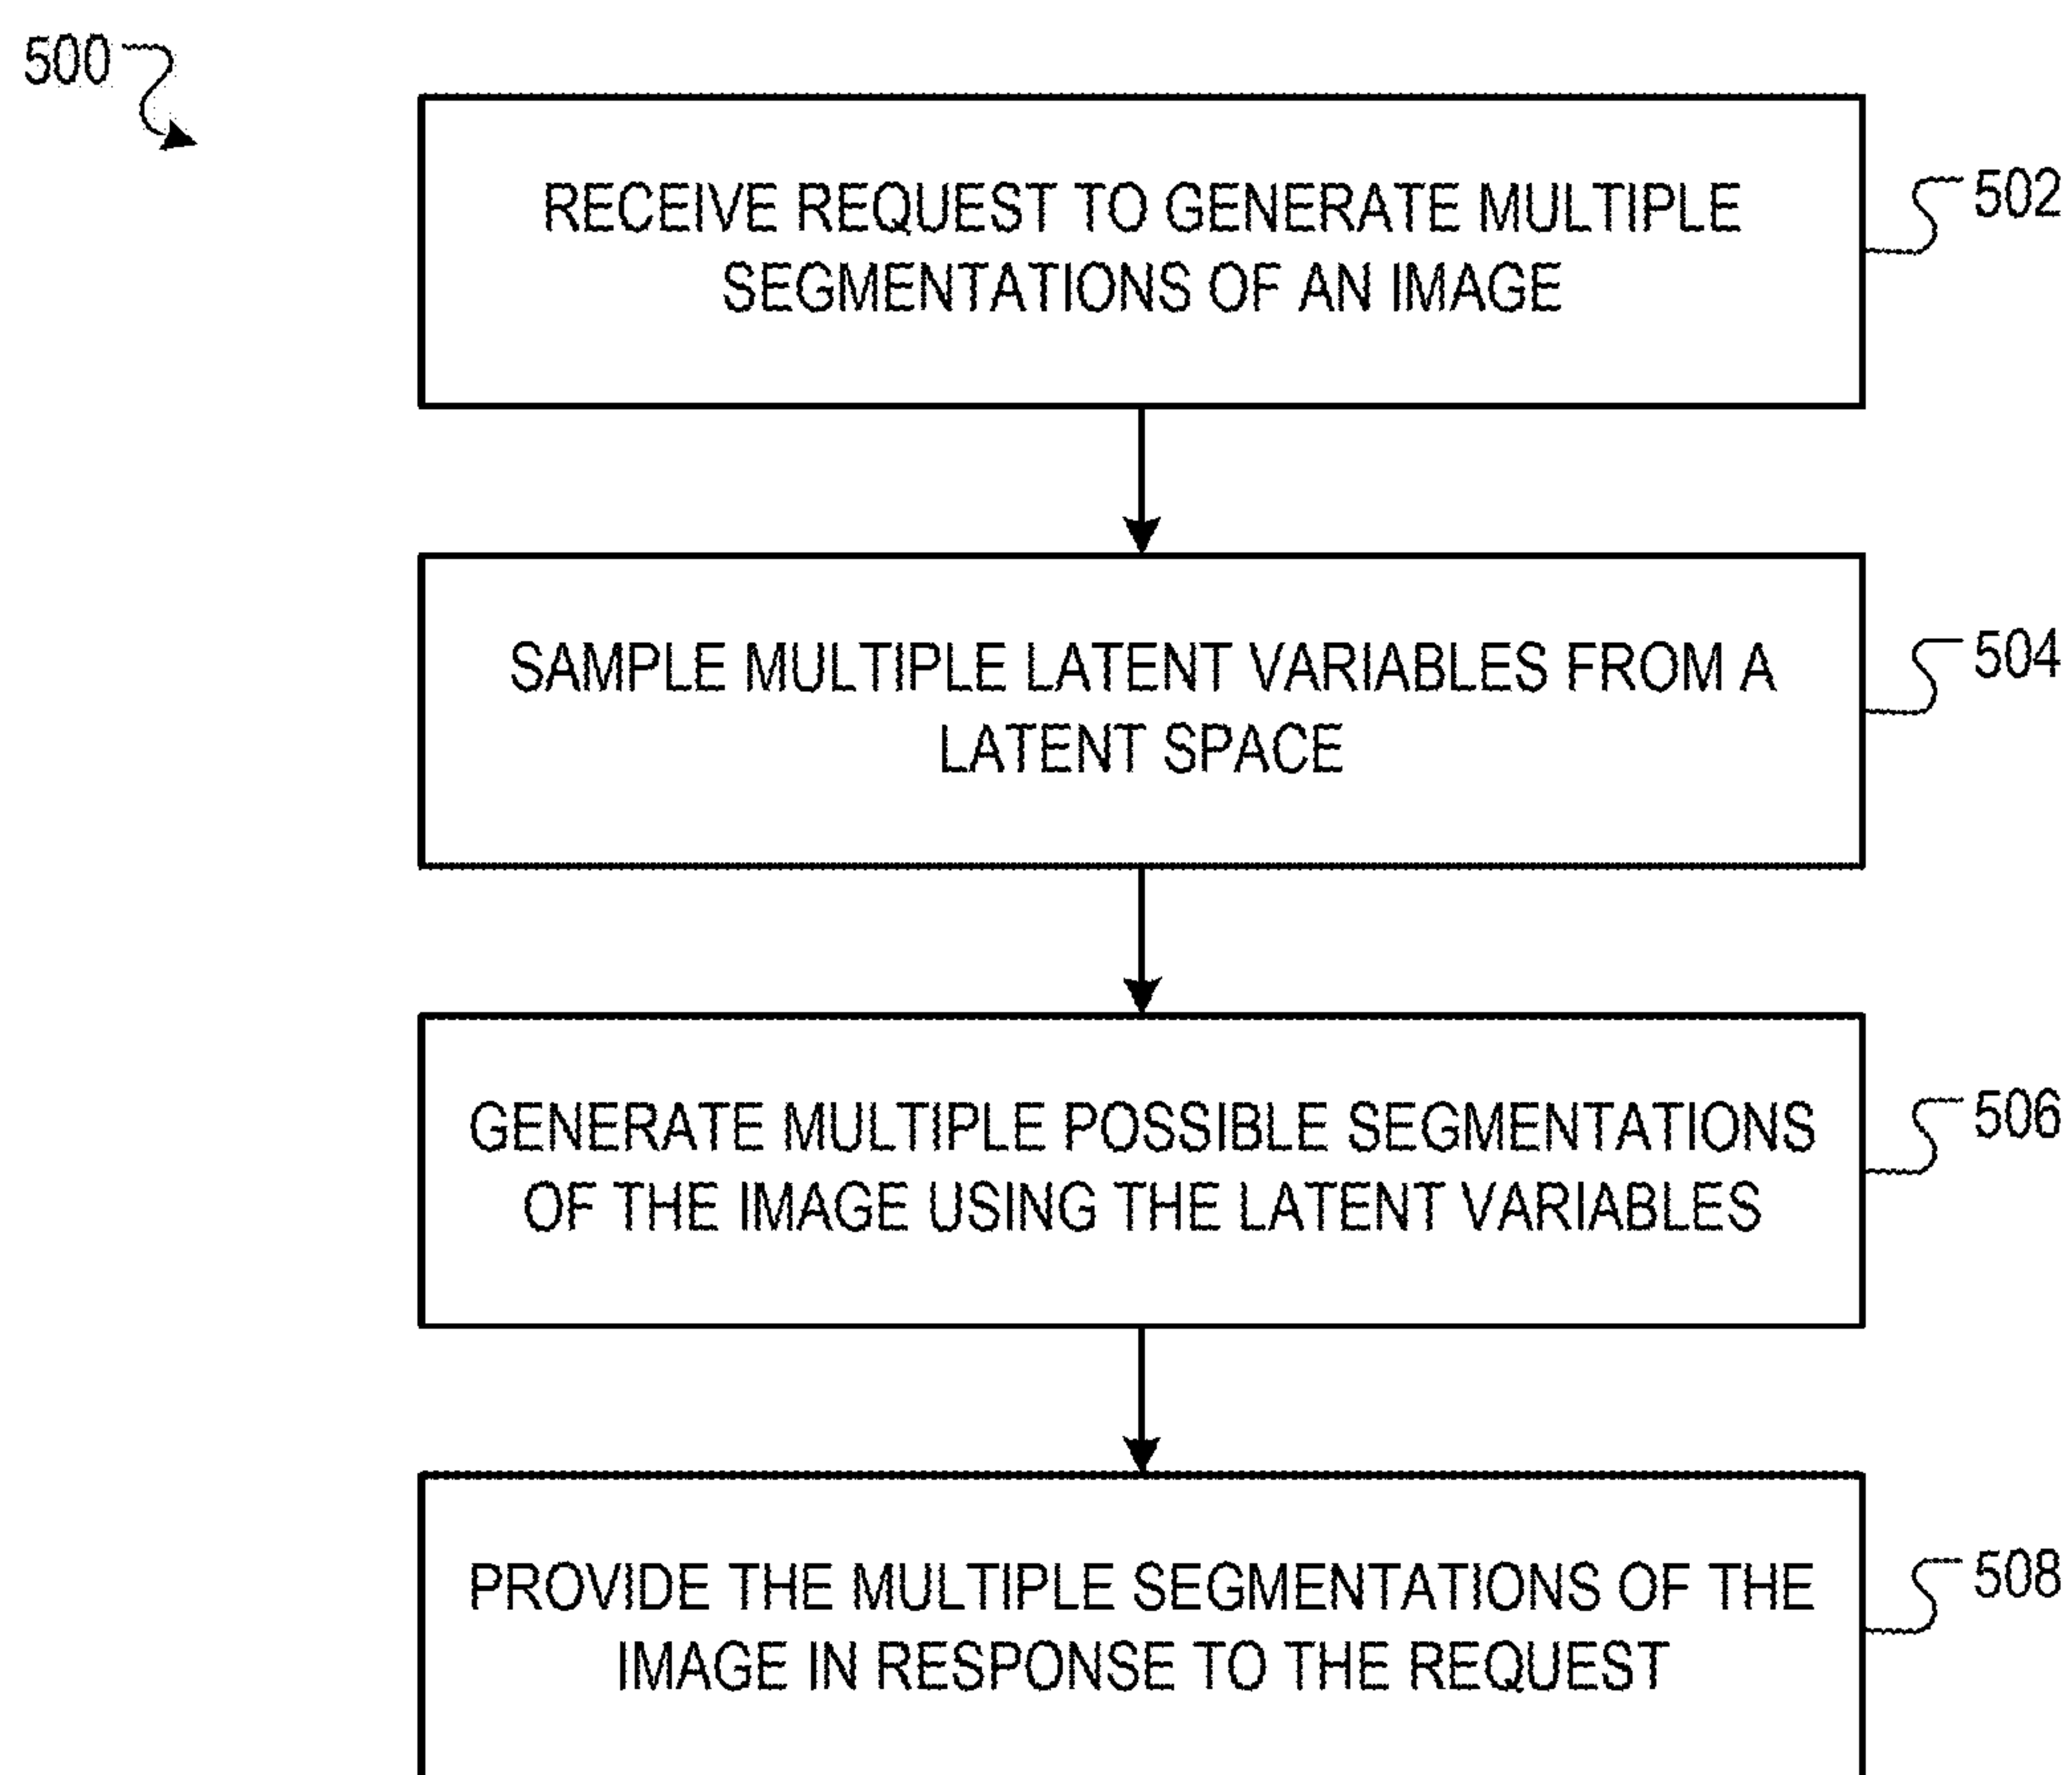 500
RECEIVE REQUEST TO GENERATE MULTIPLE
SEGMENTATIONS OF AN IMAGE
502
SAMPLE MULTIPLE LATENT VARIABLES FROM A
LATENT SPACE
504
GENERATE MULTIPLE POSSIBLE SEGMENTATIONS
OF THE IMAGE USING THE LATENT VARIABLES
506
PROVIDE THE MULTIPLE SEGMENTATIONS OF THE
IMAGE IN RESPONSE TO THE REQUEST
508